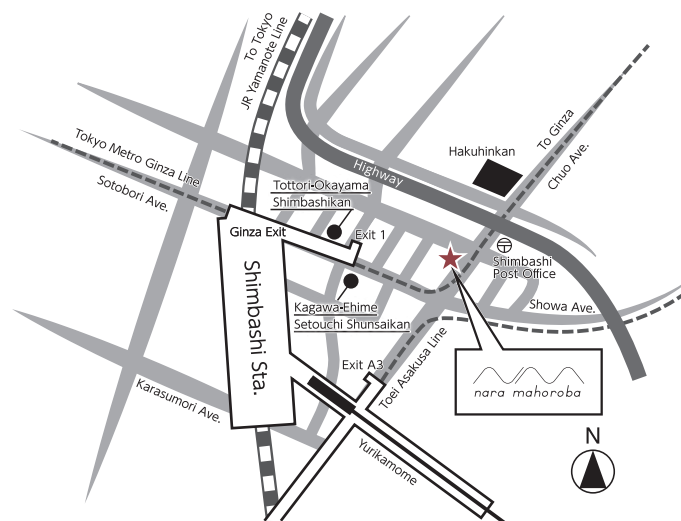 To Tokyo
JR Yamanote Line
To Ginza
Chuo Ave.
Hakuhinkan
Highway
Tokyo Metro Ginza Line
Sotobori Ave.
Tottori-Okayama
Shimbashikan
Ginza Exit
Exit 1
Shimbashi
Post Office
Shimbashi Sta.
Kagawa-Ehime
Setouchi Shunsaikan
Showa Ave.
Exit A3
Toei Asakusa Line
nara mahoroba
Karasumori Ave.
Yurikamome
N